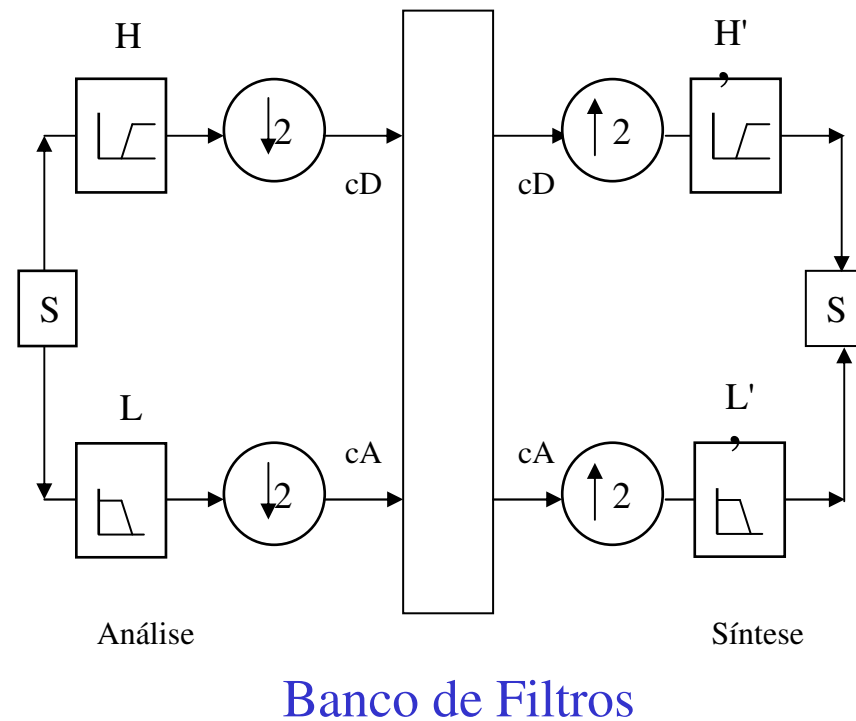 H
H'
,
2
2
cD
cD
S
S
L
L'
,
cA
cA
2
2
Análise
Síntese
Banco de Filtros